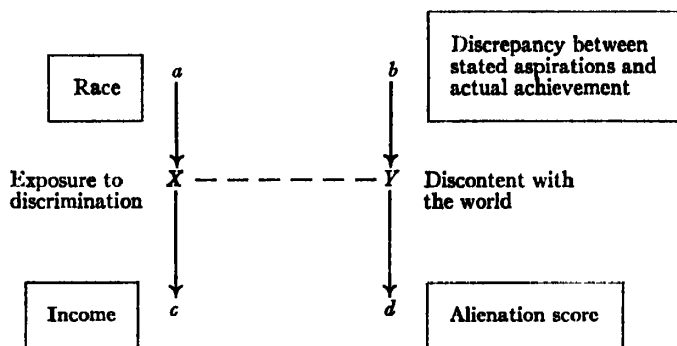 Discrepancy between
stated aspirations and
actual achievement
Race
a
b
Exposure to
discrimination
X
Y
Discontent with
the world
Income
c
d
Alienation score